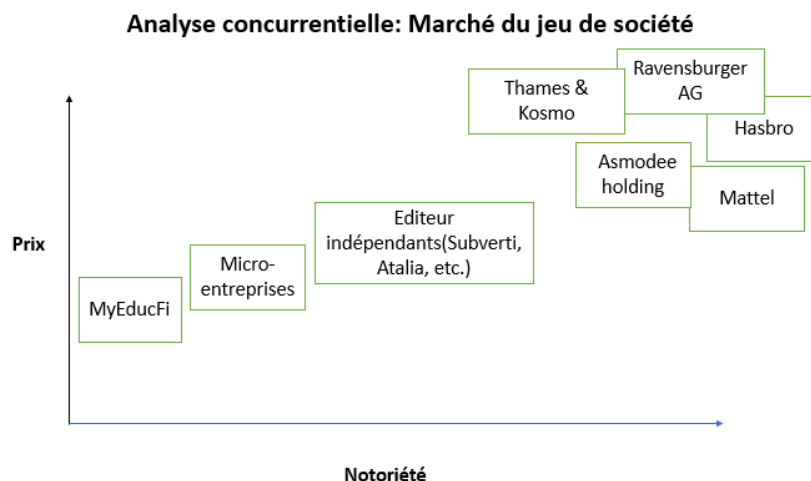 Analyse concurrentielle: Marché du jeu de société
Ravensburger
AG
Thames &
Kosmo
Hasbro
Asmodee
holding
Mattel
Editeur
indépendants(Subverti,
Atalia, etc.)
Prix
Micro-
entreprises
MyEducFi
Notoriété